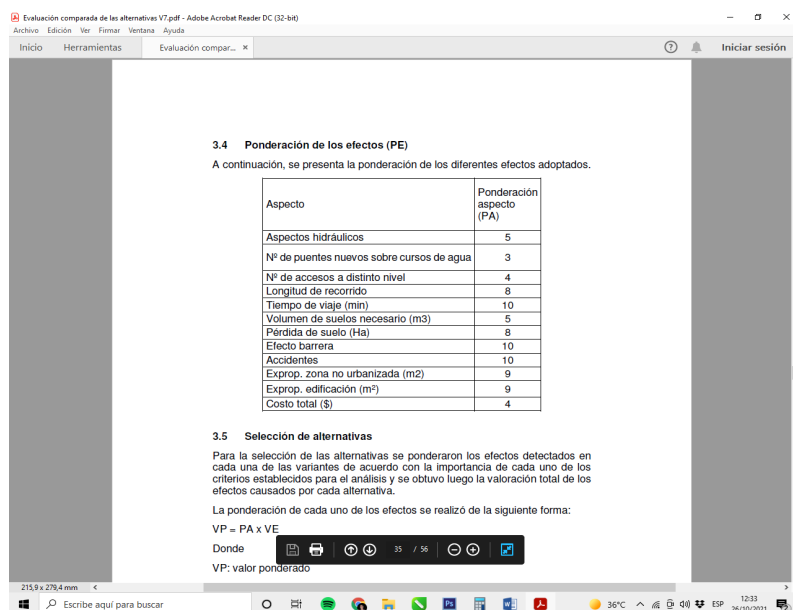 Evaluación comparada de las alternativas V7.pdf - Adobe Acrobat Reader DC (32-bit)
Archivo Edición Ver Firmar Ventana Ayuda
Inicio Herramientas Evaluación compar... × Iniciar sesión
3.4 Ponderación de los efectos (PE)
A continuación, se presenta la ponderación de los diferentes efectos adoptados.
Aspecto Ponderación
aspecto
(PA)
Aspectos hidráulicos 5
Nº de puentes nuevos sobre cursos de agua 3
Nº de accesos a distinto nivel 4
Longitud de recorrido 8
Tiempo de viaje (min) 10
Volumen de suelos necesario (m3) 5
Pérdida de suelo (Ha) 8
Efecto barrera 10
Accidentes 10
Exprop. zona no urbanizada (m2) 9
Exprop. edificación (m²) 9
Costo total ($) 4
3.5 Selección de alternativas
Para la selección de las alternativas se ponderaron los efectos detectados en
cada una de las variantes de acuerdo con la importancia de cada uno de los
criterios establecidos para el análisis y se obtuvo luego la valoración total de los
efectos causados por cada alternativa.
La ponderación de cada uno de los efectos se realizó de la siguiente forma:
VP = PA x VE
Donde
35 / 56
VP: valor ponderado
215,9 x 279,4 mm
Escribe aquí para buscar
Ps
36°C ESP 12:33
26/10/2021